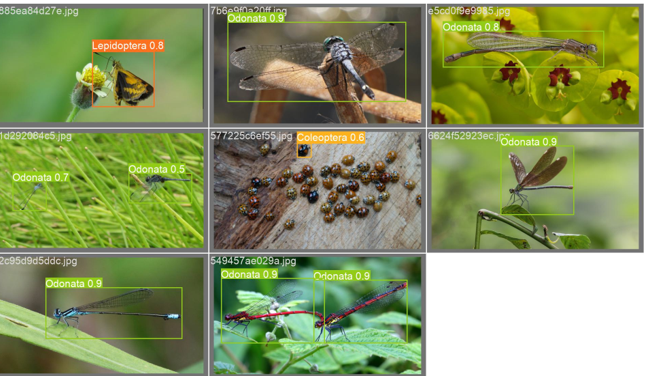 885ea84d27e.jpg
Lepidoptera 0.8
7b6e9f0a20ff.jpg
Odonata 0.9
e5cd0f9e9985.jpg
Odonata 0.8
1d292084c5.jpg
Odonata 0.7
Odonata 0.5
577225c6ef55.jpg
Coleoptera 0.6
6624f52923ec.jpg
Odonata 0.9
2c95d9d5ddc.jpg
Odonata 0.9
549457ae029a.jpg
Odonata 0.9
Odonata 0.9